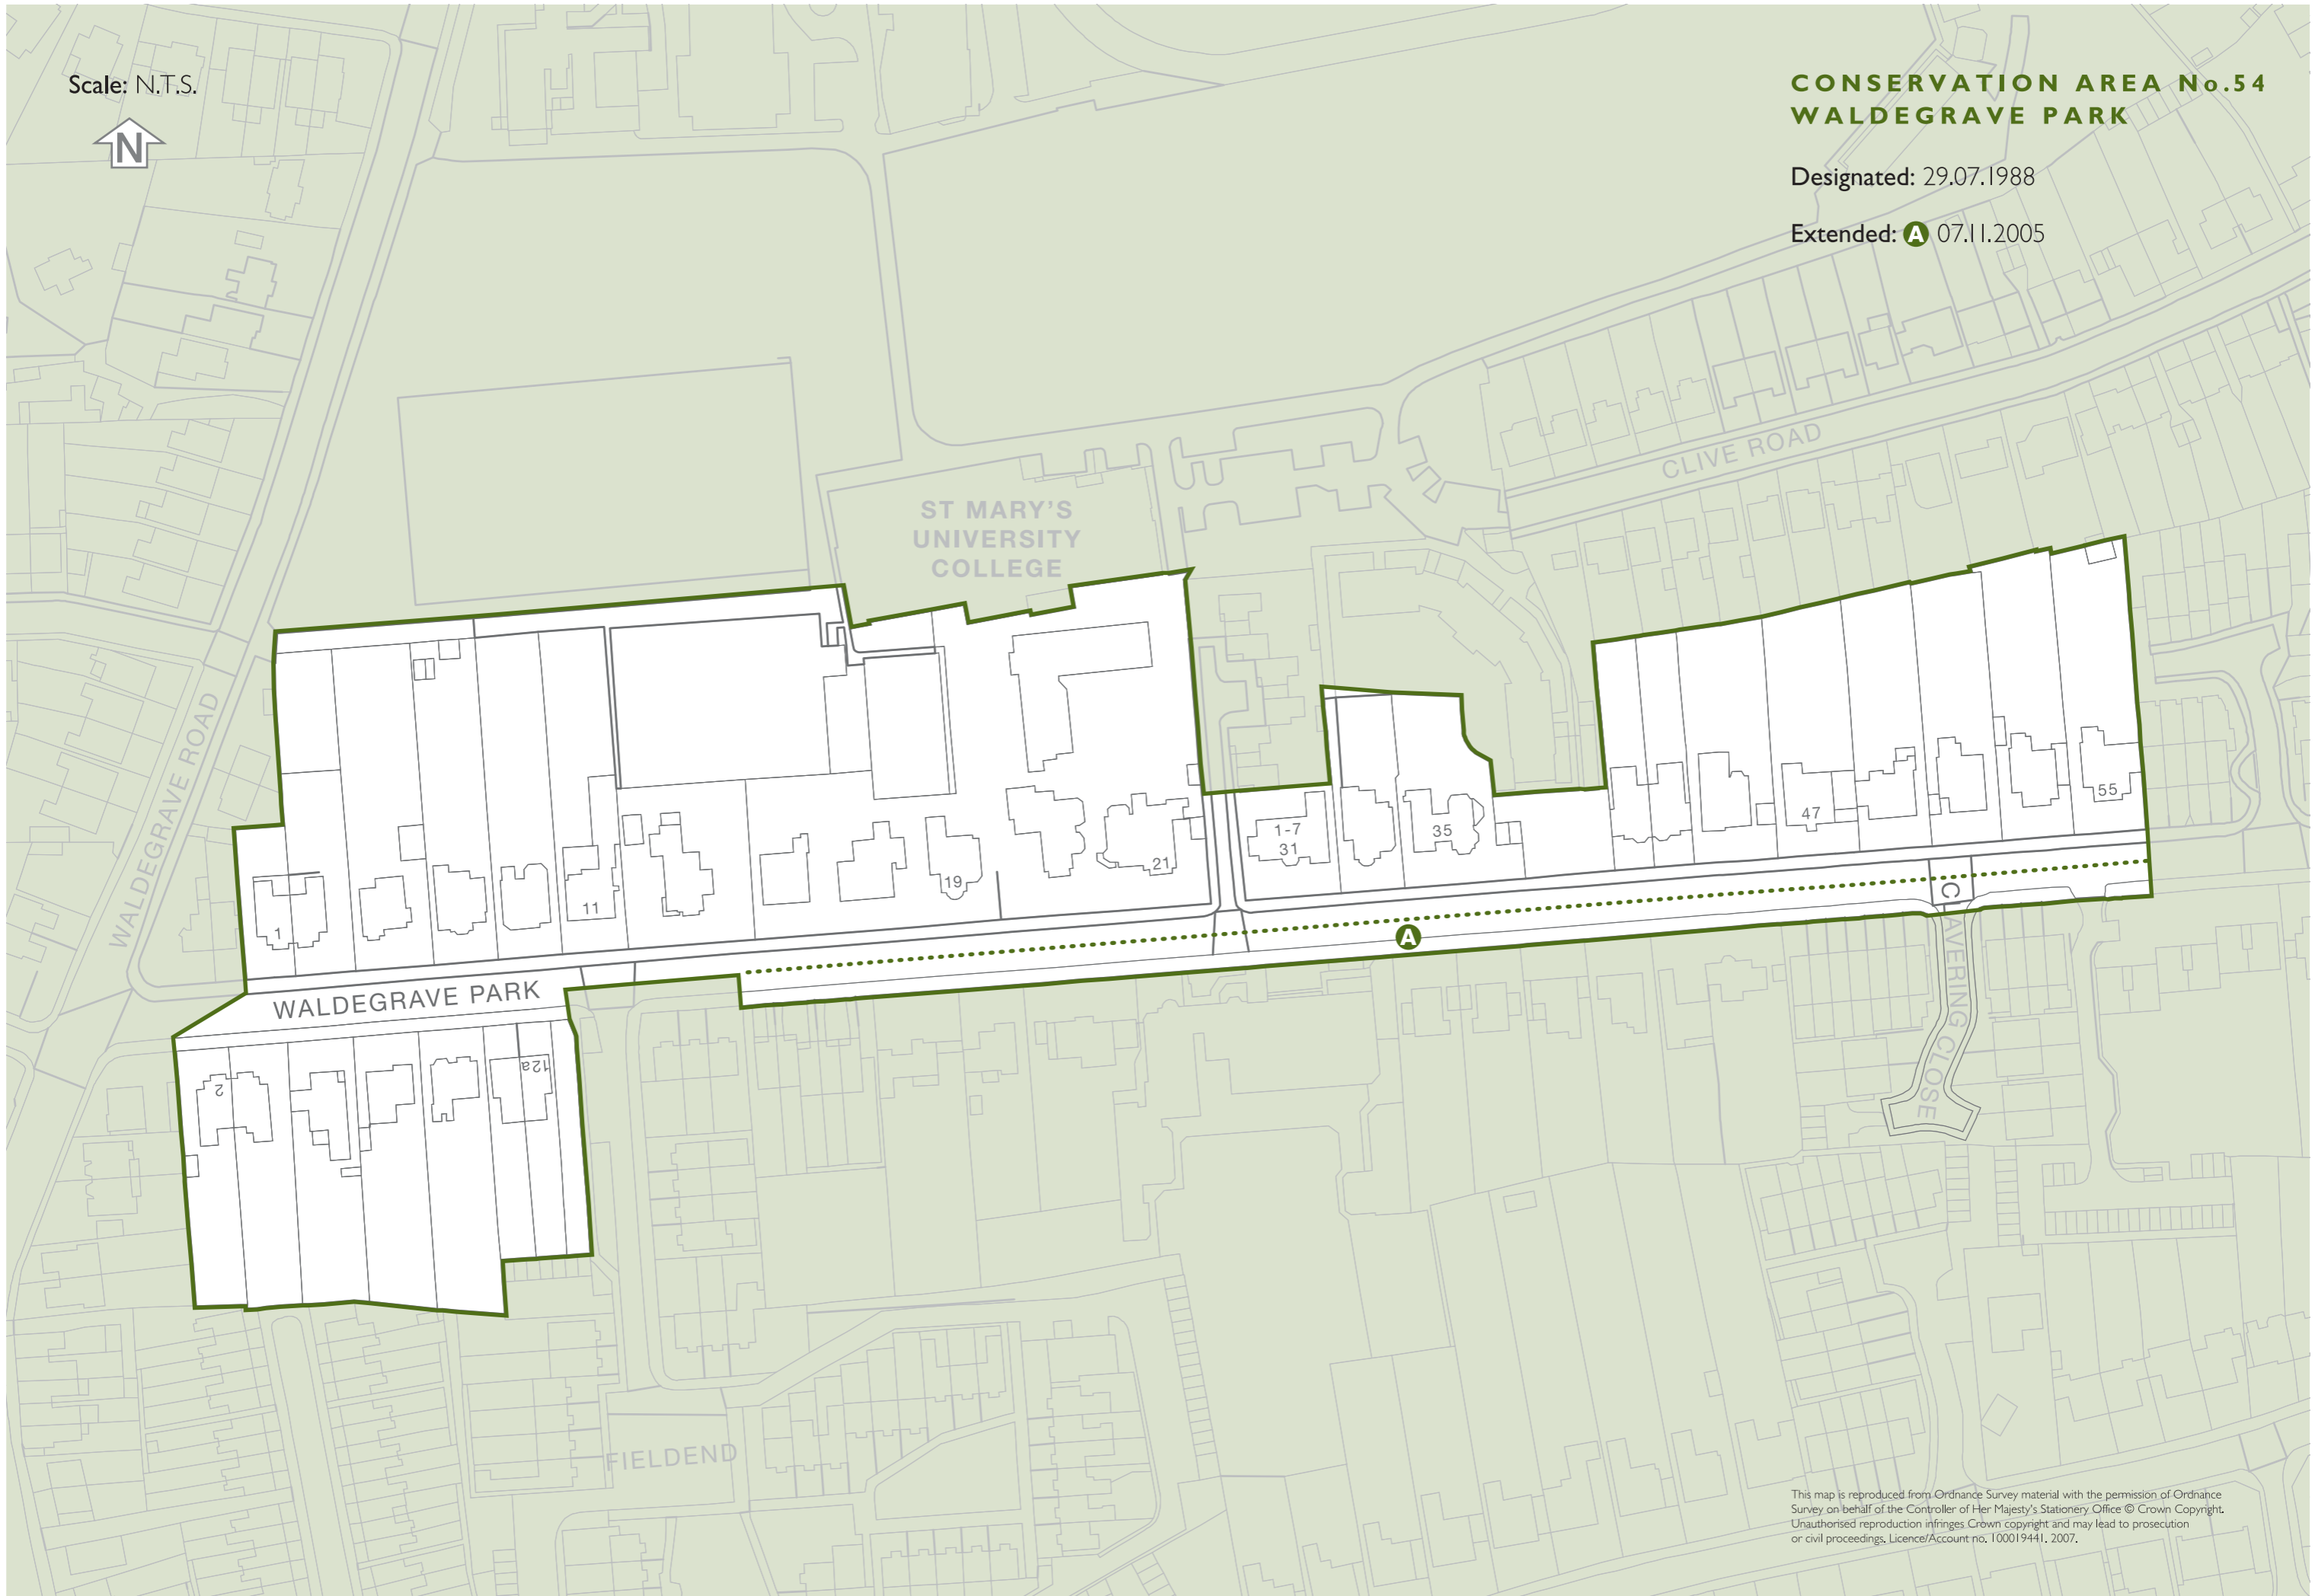 Scale: N.T.S.
N
CONSERVATION AREA No.54
WALDEGRAVE PARK
Designated: 29.07.1988
Extended: A 07.11.2005
CLIVE ROAD
ST MARY'S
UNIVERSITY
COLLEGE
WALDEGRAVE ROAD
1
11
19
21
1-7
31
35
47
55
A
WALDEGRAVE PARK
2
12a
CLAVERING CLOSE
FIELDEND
This map is reproduced from Ordnance Survey material with the permission of Ordnance
Survey on behalf of the Controller of Her Majesty's Stationery Office © Crown Copyright.
Unauthorised reproduction infringes Crown copyright and may lead to prosecution
or civil proceedings. Licence/Account no. 100019441. 2007.